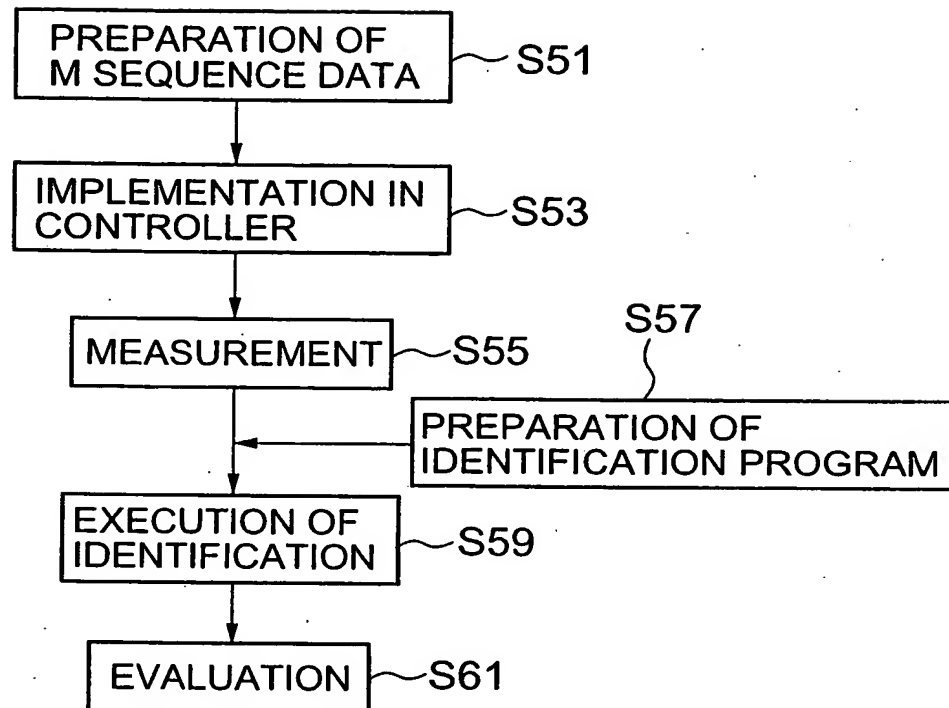 PREPARATION OF
M SEQUENCE DATA
S51
IMPLEMENTATION IN
CONTROLLER
S53
MEASUREMENT
S55
S57
PREPARATION OF
IDENTIFICATION PROGRAM
EXECUTION OF
IDENTIFICATION
S59
EVALUATION
S61